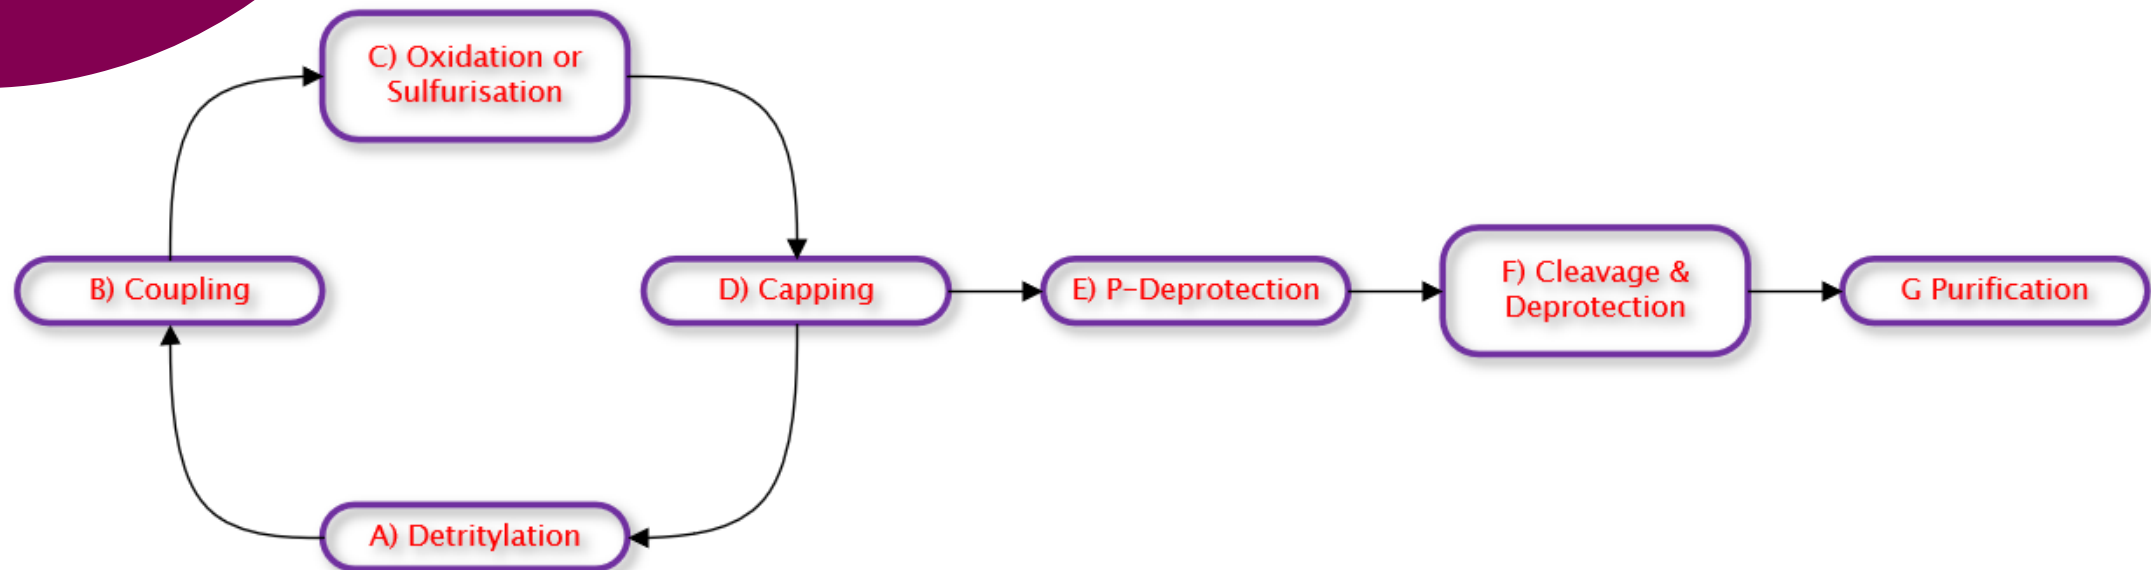 C) Oxidation or
Sulfurisation
B) Coupling
D) Capping
E) P-Deprotection
F) Cleavage &
Deprotection
G Purification
A) Detritylation